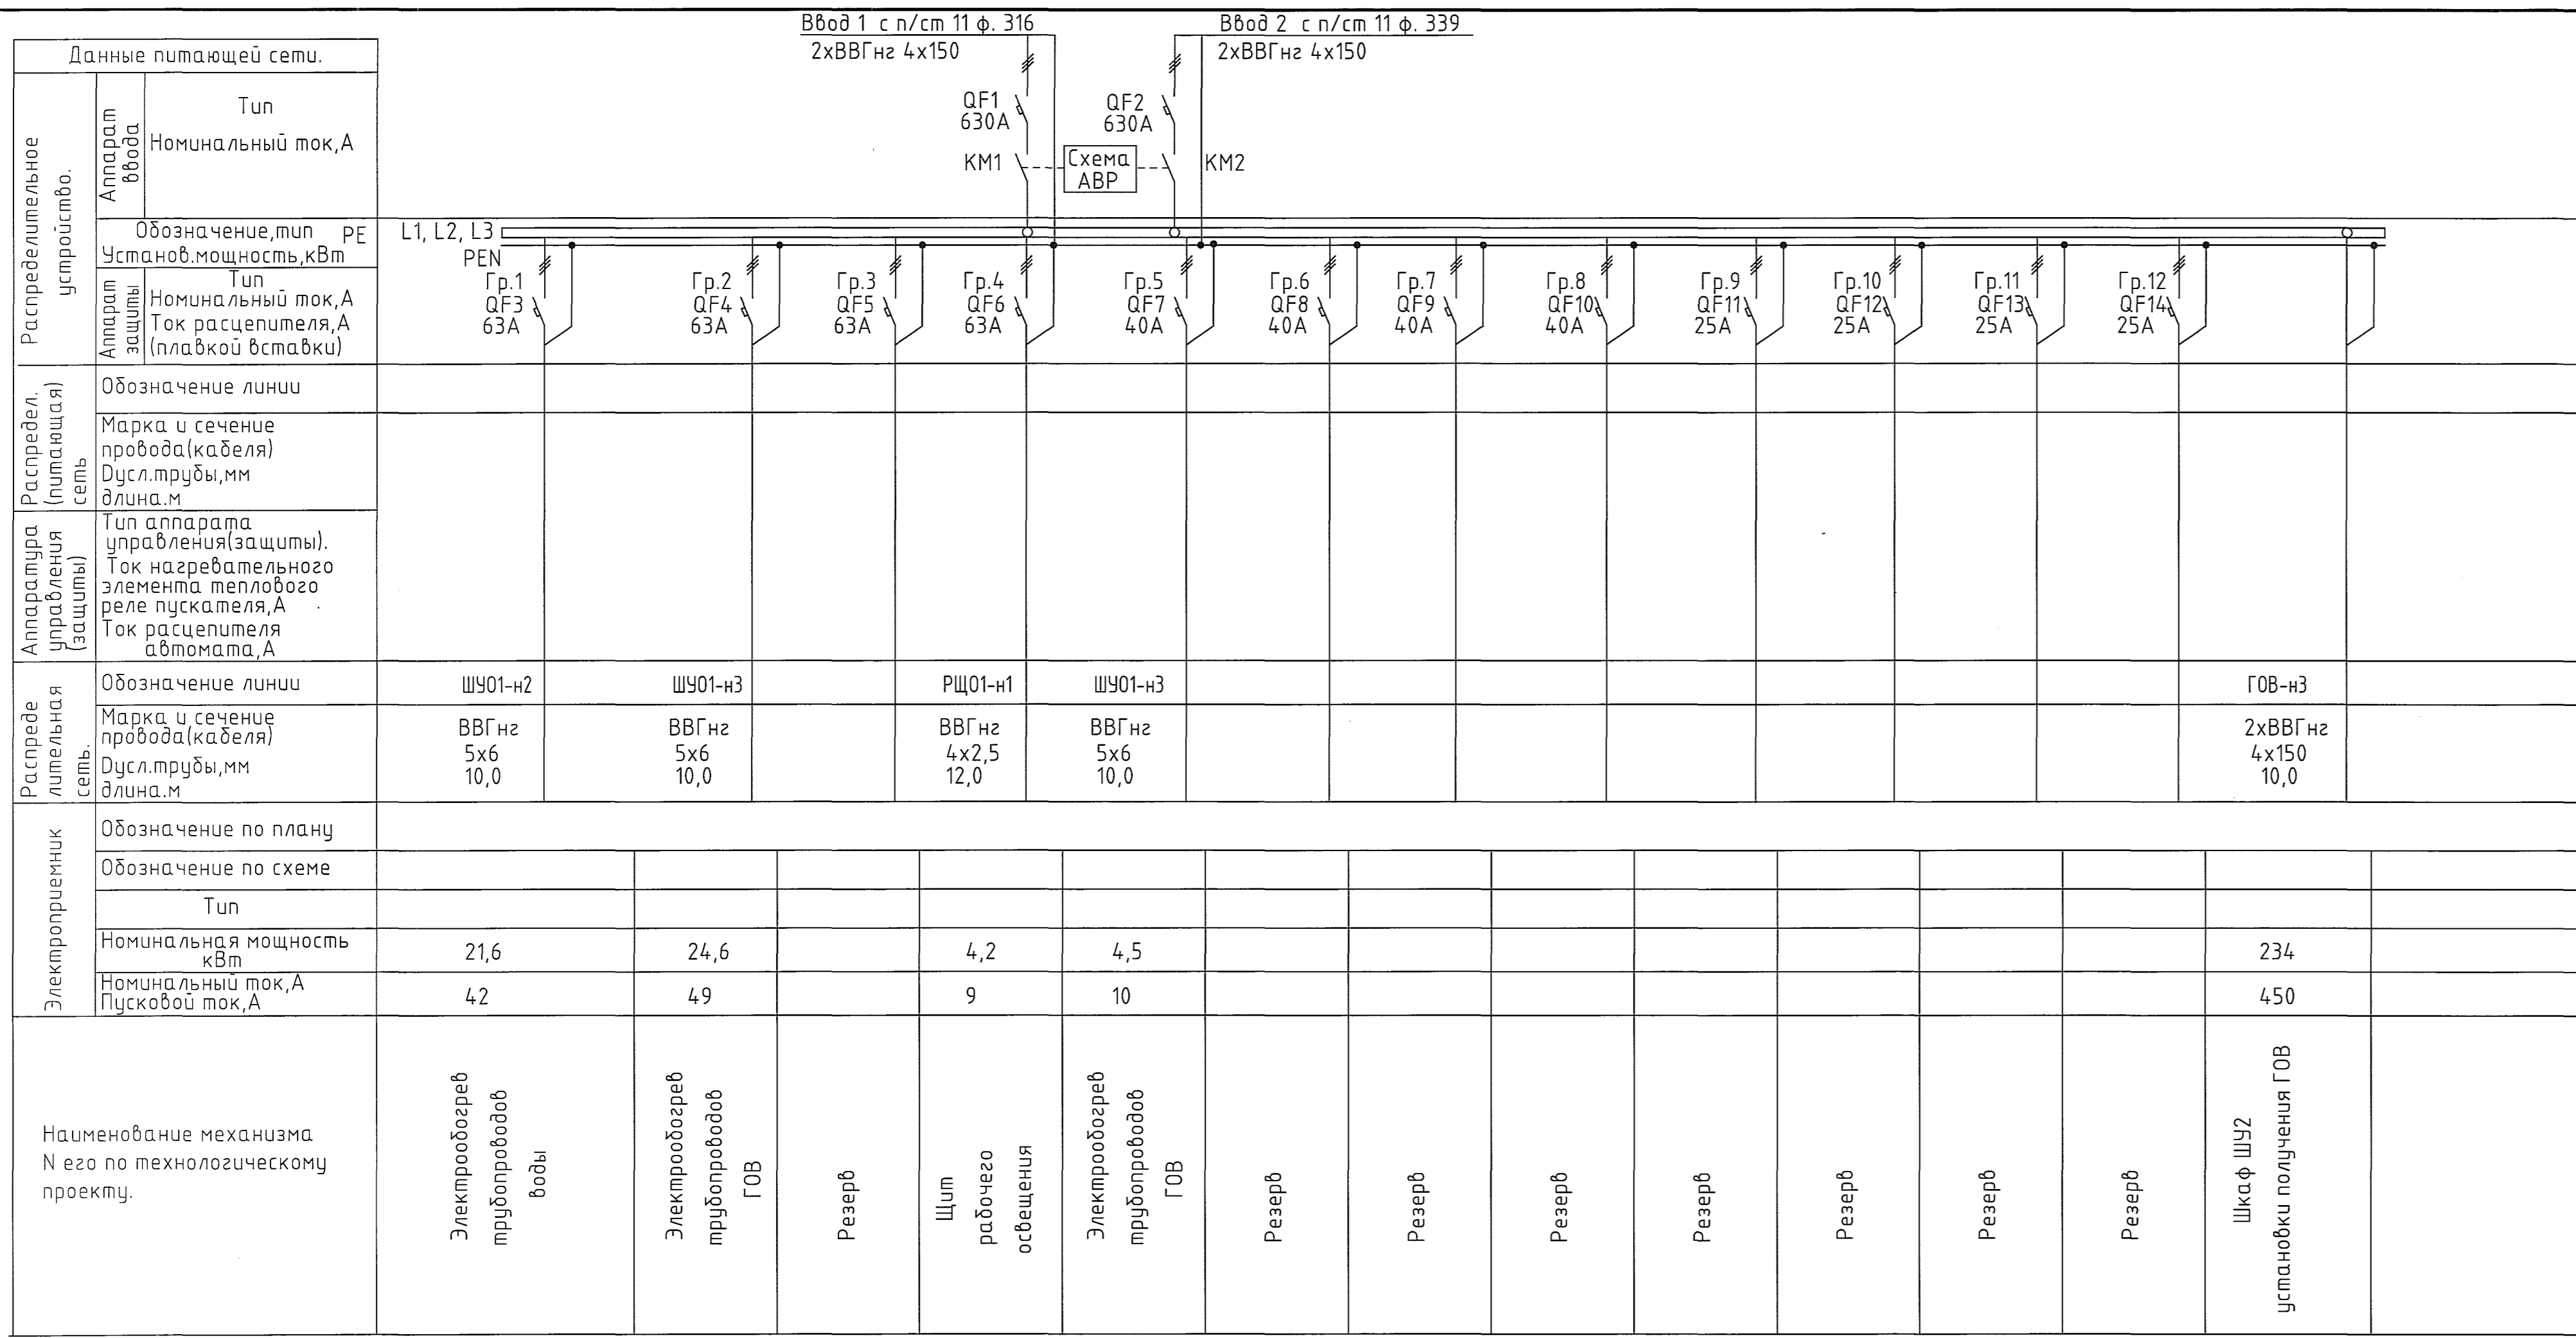 Ввод 1 с п/ст 11 ф. 316
2хВВГнг 4х150
Ввод 2 с п/ст 11 ф. 339
2хВВГнг 4х150
QF1
630А
QF2
630А
КМ1
Схема
АВР
КМ2
Данные питающей сети.
Распределительное
устройство.
Аппарат
ввода
Тип
Номинальный ток,А
Обозначение,тип РЕ
Установ.мощность,кВт
L1, L2, L3
PEN
Аппарат
защиты
Тип
Номинальный ток,А
Ток расцепителя,А
(плавкой вставки)
Гр.1
QF3
63А
Гр.2
QF4
63А
Гр.3
QF5
63А
Гр.4
QF6
63А
Гр.5
QF7
40А
Гр.6
QF8
40А
Гр.7
QF9
40А
Гр.8
QF10
40А
Гр.9
QF11
25А
Гр.10
QF12
25А
Гр.11
QF13
25А
Гр.12
QF14
25А
Распредел.
(питающая)
сеть
Обозначение линии
Марка и сечение
провода(кабеля)
Dусл.трубы,мм
длина.м
Аппаратура
управления
(защиты)
Тип аппарата
управления(защиты).
Ток нагревательного
элемента теплового
реле пускателя,А
Ток расцепителя
автомата,А
Распреде
лительная
сеть.
Обозначение линии
ШУ01-н2
ШУ01-н3
РЩ01-н1
ШУ01-н3
ГОВ-н3
Марка и сечение
провода(кабеля)
Dусл.трубы,мм
длина.м
ВВГнг
5х6
10,0
ВВГнг
5х6
10,0
ВВГнг
4х2,5
12,0
ВВГнг
5х6
10,0
2хВВГнг
4х150
10,0
Электроприемник
Обозначение по плану
Обозначение по схеме
Тип
Номинальная мощность
кВт
21,6
24,6
4,2
4,5
234
Номинальный ток,А
Пусковой ток,А
42
49
9
10
450
Наименование механизма
N его по технологическому
проекту.
Электрообогрев
трубопроводов
воды
Электрообогрев
трубопроводов
ГОВ
Резерв
Щит
рабочего
освещения
Электрообогрев
трубопроводов
ГОВ
Резерв
Резерв
Резерв
Резерв
Резерв
Резерв
Резерв
Шкаф ШУ2
установки получения ГОВ